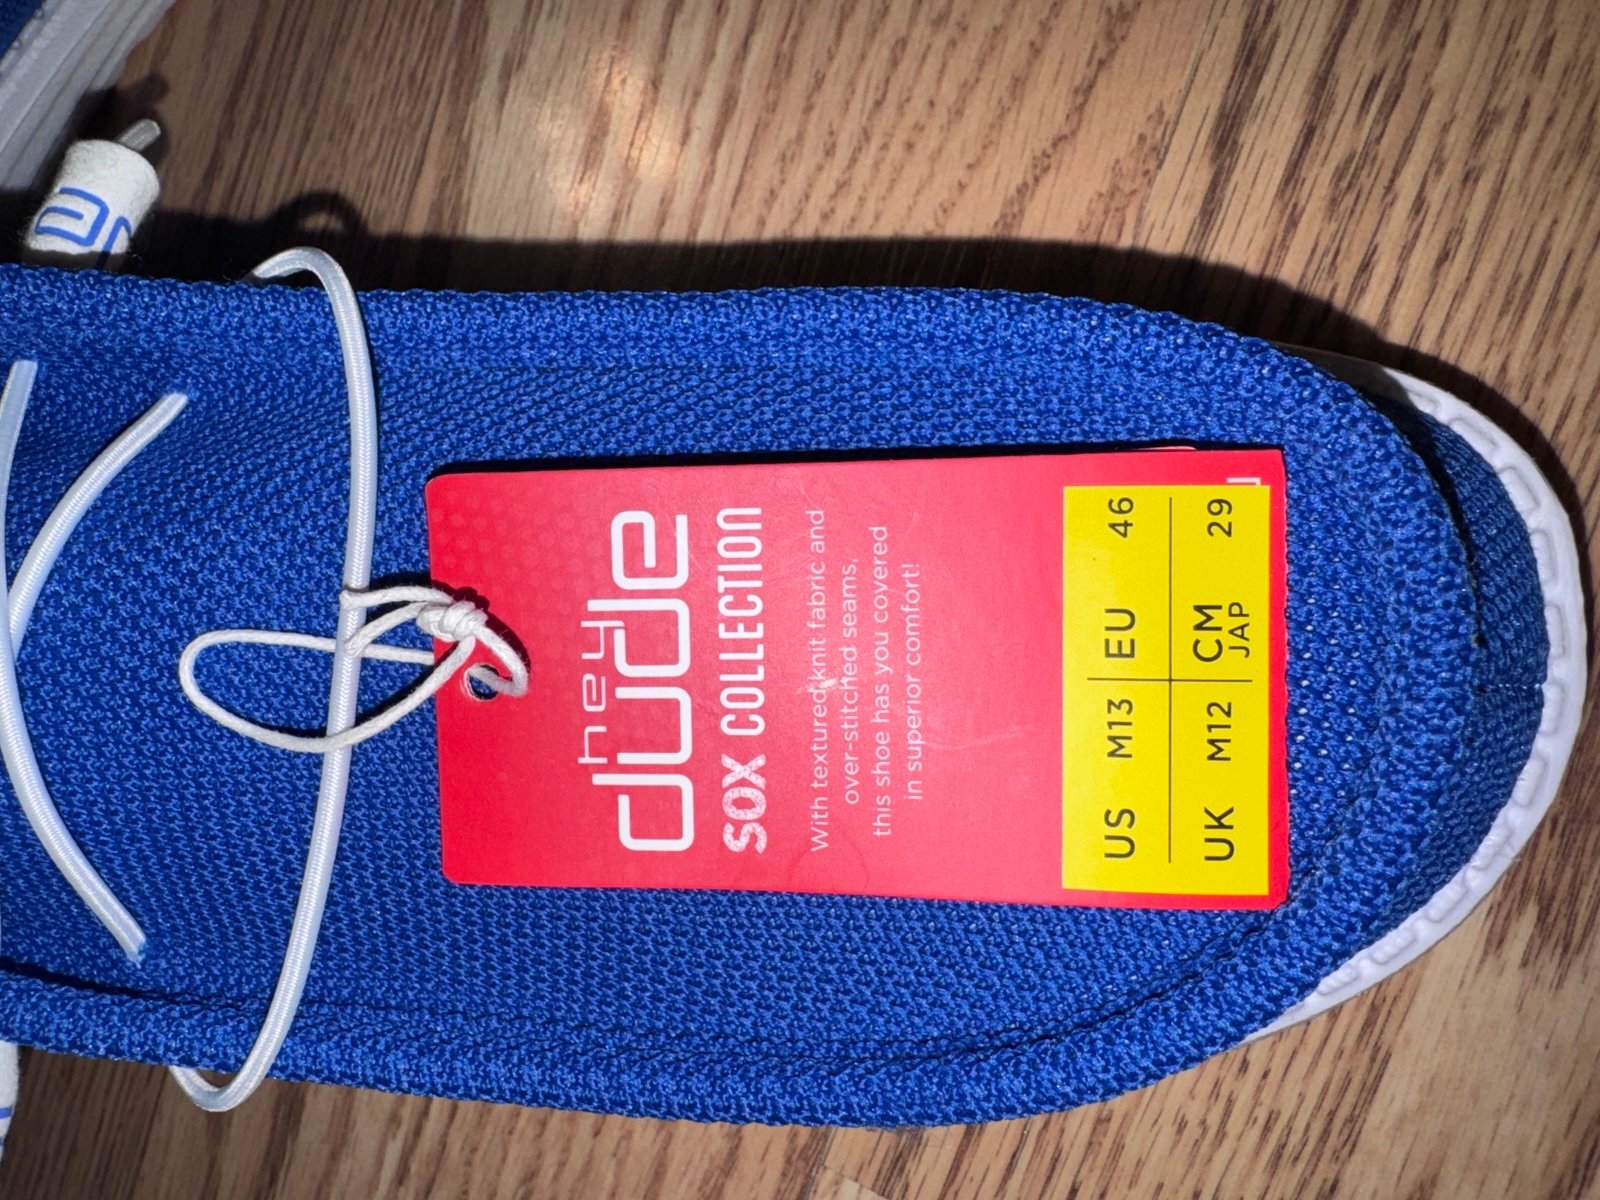 hey
dude
SOX COLLECTION
With textured knit fabric and
over-stitched seams,
this shoe has you covered
in superior comfort!
US M13 EU 46
UK M12 CM 29
JAP